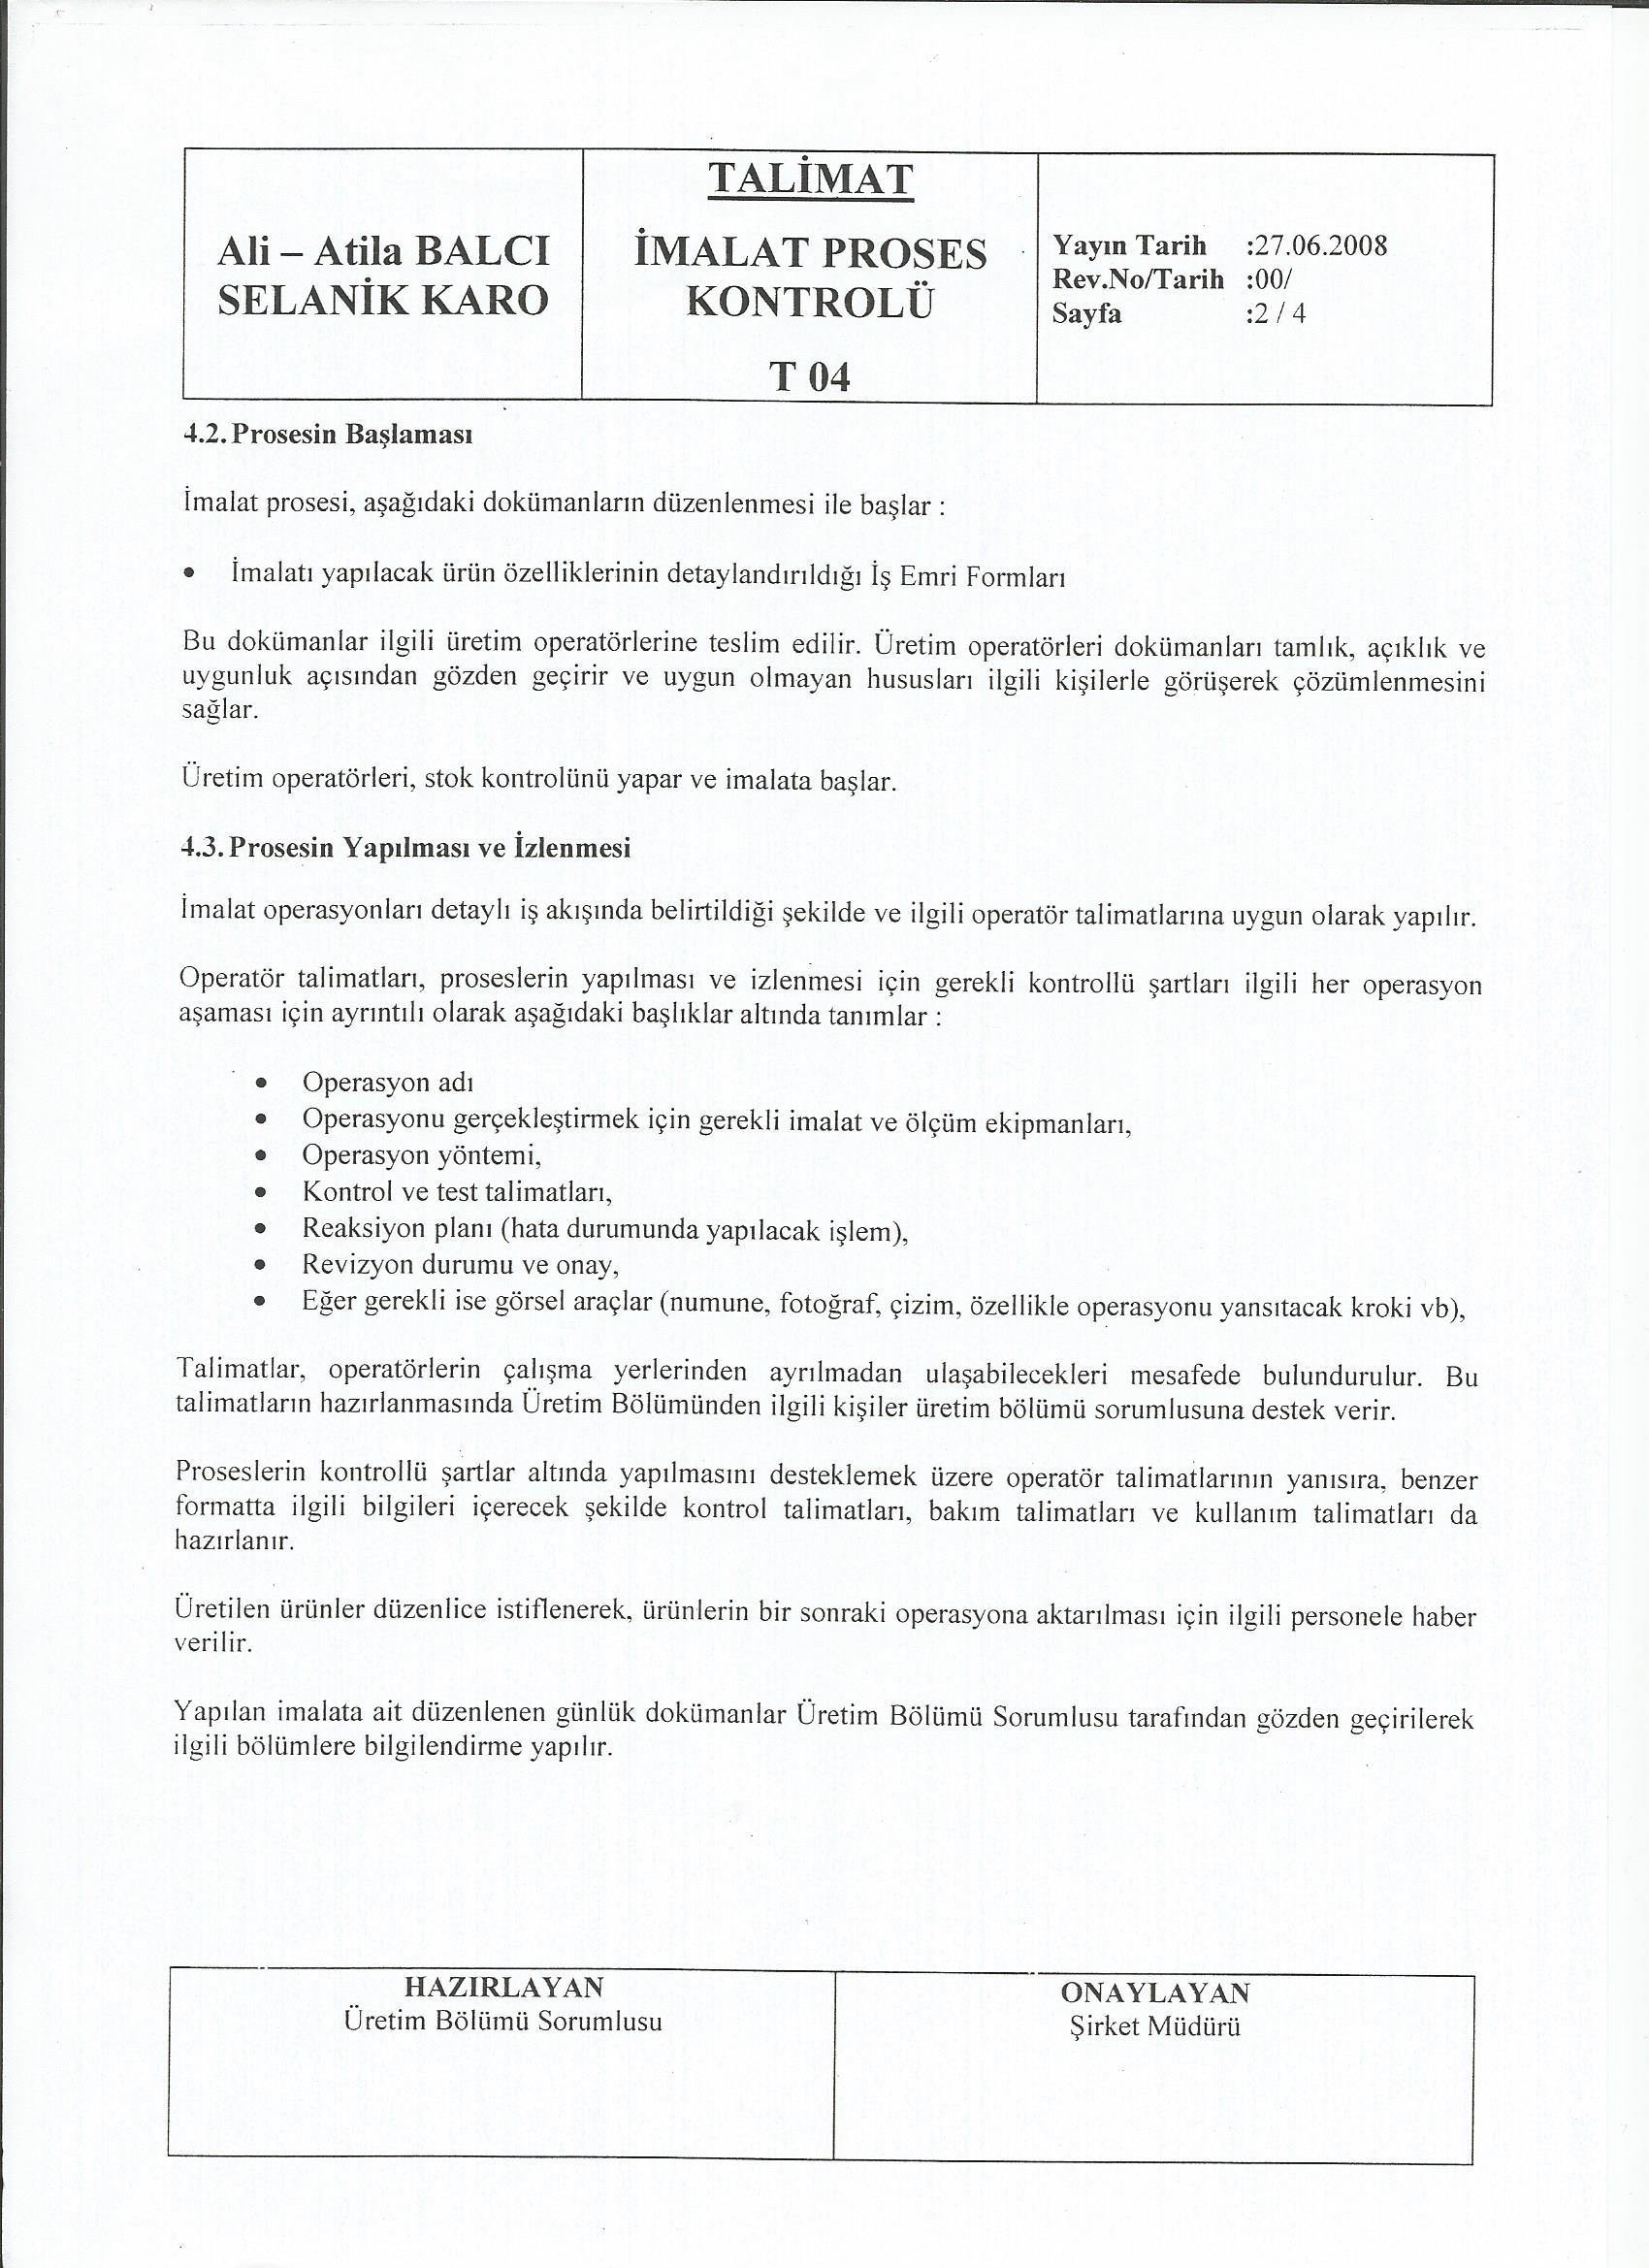 Ali – Atila BALCI
SELANİK KARO
TALİMAT
İMALAT PROSES
KONTROLÜ
T 04
Yayın Tarih :27.06.2008
Rev.No/Tarih :00/
Sayfa :2 / 4
4.2. Prosesin Başlaması
İmalat prosesi, aşağıdaki dokümanların düzenlenmesi ile başlar :
• İmalatı yapılacak ürün özelliklerinin detaylandırıldığı İş Emri Formları
Bu dokümanlar ilgili üretim operatörlerine teslim edilir. Üretim operatörleri dokümanları tamlık, açıklık ve
uygunluk açısından gözden geçirir ve uygun olmayan hususları ilgili kişilerle görüşerek çözümlenmesini
sağlar.
Üretim operatörleri, stok kontrolünü yapar ve imalata başlar.
4.3. Prosesin Yapılması ve İzlenmesi
İmalat operasyonları detaylı iş akışında belirtildiği şekilde ve ilgili operatör talimatlarına uygun olarak yapılır.
Operatör talimatları, proseslerin yapılması ve izlenmesi için gerekli kontrollü şartları ilgili her operasyon
aşaması için ayrıntılı olarak aşağıdaki başlıklar altında tanımlar :
• Operasyon adı
• Operasyonu gerçekleştirmek için gerekli imalat ve ölçüm ekipmanları,
• Operasyon yöntemi,
• Kontrol ve test talimatları,
• Reaksiyon planı (hata durumunda yapılacak işlem),
• Revizyon durumu ve onay,
• Eğer gerekli ise görsel araçlar (numune, fotoğraf, çizim, özellikle operasyonu yansıtacak kroki vb),
Talimatlar, operatörlerin çalışma yerlerinden ayrılmadan ulaşabilecekleri mesafede bulundurulur. Bu
talimatların hazırlanmasında Üretim Bölümünden ilgili kişiler üretim bölümü sorumlusuna destek verir.
Proseslerin kontrollü şartlar altında yapılmasını desteklemek üzere operatör talimatlarının yanısıra, benzer
formatta ilgili bilgileri içerecek şekilde kontrol talimatları, bakım talimatları ve kullanım talimatları da
hazırlanır.
Üretilen ürünler düzenlice istiflenerek, ürünlerin bir sonraki operasyona aktarılması için ilgili personele haber
verilir.
Yapılan imalata ait düzenlenen günlük dokümanlar Üretim Bölümü Sorumlusu tarafından gözden geçirilerek
ilgili bölümlere bilgilendirme yapılır.
HAZIRLAYAN
Üretim Bölümü Sorumlusu
ONAYLAYAN
Şirket Müdürü